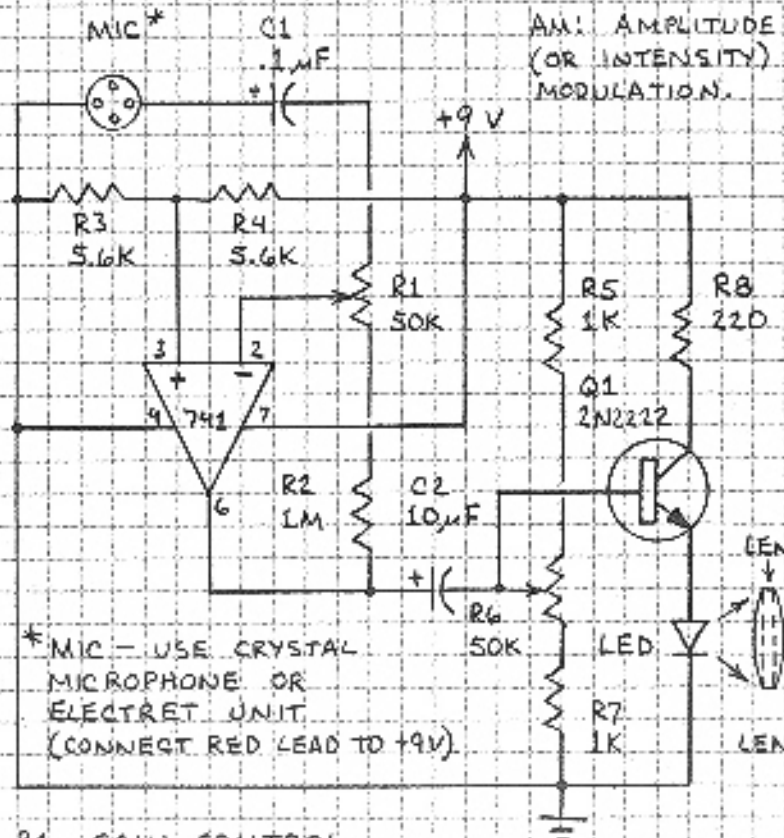 MIC*
C1
.1µF
AM: AMPLITUDE
(OR INTENSITY)
MODULATION.
+
+9 V
R3
5.6K
R4
5.6K
R1
50K
R5
1K
R8
220
3
2
+
-
741
7
Q1
2N2222
6
R2
1M
C2
10µF
+
R6
50K
LED
* MIC - USE CRYSTAL
MICROPHONE OR
ELECTRET UNIT
(CONNECT RED LEAD TO +9V).
R7
1K